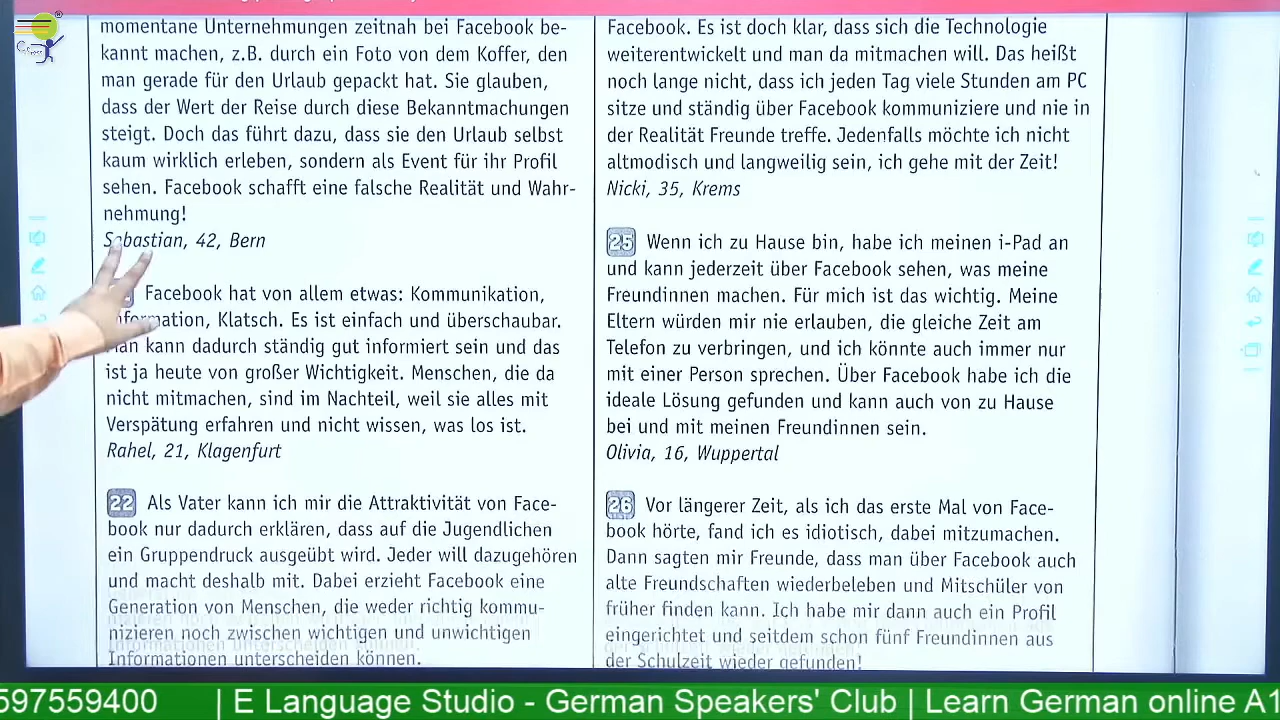 momentane Unternehmungen zeitnah bei Facebook be-
kannt machen, z.B. durch ein Foto von dem Koffer, den
man gerade für den Urlaub gepackt hat. Sie glauben,
dass der Wert der Reise durch diese Bekanntmachungen
steigt. Doch das führt dazu, dass sie den Urlaub selbst
kaum wirklich erleben, sondern als Event für ihr Profil
sehen. Facebook schafft eine falsche Realität und Wahr-
nehmung!
Sebastian, 42, Bern
Facebook hat von allem etwas: Kommunikation,
Information, Klatsch. Es ist einfach und überschaubar.
Man kann dadurch ständig gut informiert sein und das
ist ja heute von großer Wichtigkeit. Menschen, die da
nicht mitmachen, sind im Nachteil, weil sie alles mit
Verspätung erfahren und nicht wissen, was los ist.
Rahel, 21, Klagenfurt
22 Als Vater kann ich mir die Attraktivität von Face-
book nur dadurch erklären, dass auf die Jugendlichen
ein Gruppendruck ausgeübt wird. Jeder will dazugehören
und macht deshalb mit. Dabei erzieht Facebook eine
Generation von Menschen, die weder richtig kommu-
nizieren noch zwischen wichtigen und unwichtigen
Informationen unterscheiden können.
Facebook. Es ist doch klar, dass sich die Technologie
weiterentwickelt und man da mitmachen will. Das heißt
noch lange nicht, dass ich jeden Tag viele Stunden am PC
sitze und ständig über Facebook kommuniziere und nie in
der Realität Freunde treffe. Jedenfalls möchte ich nicht
altmodisch und langweilig sein, ich gehe mit der Zeit!
Nicki, 35, Krems
25 Wenn ich zu Hause bin, habe ich meinen i-Pad an
und kann jederzeit über Facebook sehen, was meine
Freundinnen machen. Für mich ist das wichtig. Meine
Eltern würden mir nie erlauben, die gleiche Zeit am
Telefon zu verbringen, und ich könnte auch immer nur
mit einer Person sprechen. Über Facebook habe ich die
ideale Lösung gefunden und kann auch von zu Hause
bei und mit meinen Freundinnen sein.
Olivia, 16, Wuppertal
26 Vor längerer Zeit, als ich das erste Mal von Face-
book hörte, fand ich es idiotisch, dabei mitzumachen.
Dann sagten mir Freunde, dass man über Facebook auch
alte Freundschaften wiederbeleben und Mitschüler von
früher finden kann. Ich habe mir dann auch ein Profil
eingerichtet und seitdem schon fünf Freundinnen aus
der Schulzeit wieder gefunden!
597559400 | E Language Studio - German Speakers' Club | Learn German online A1